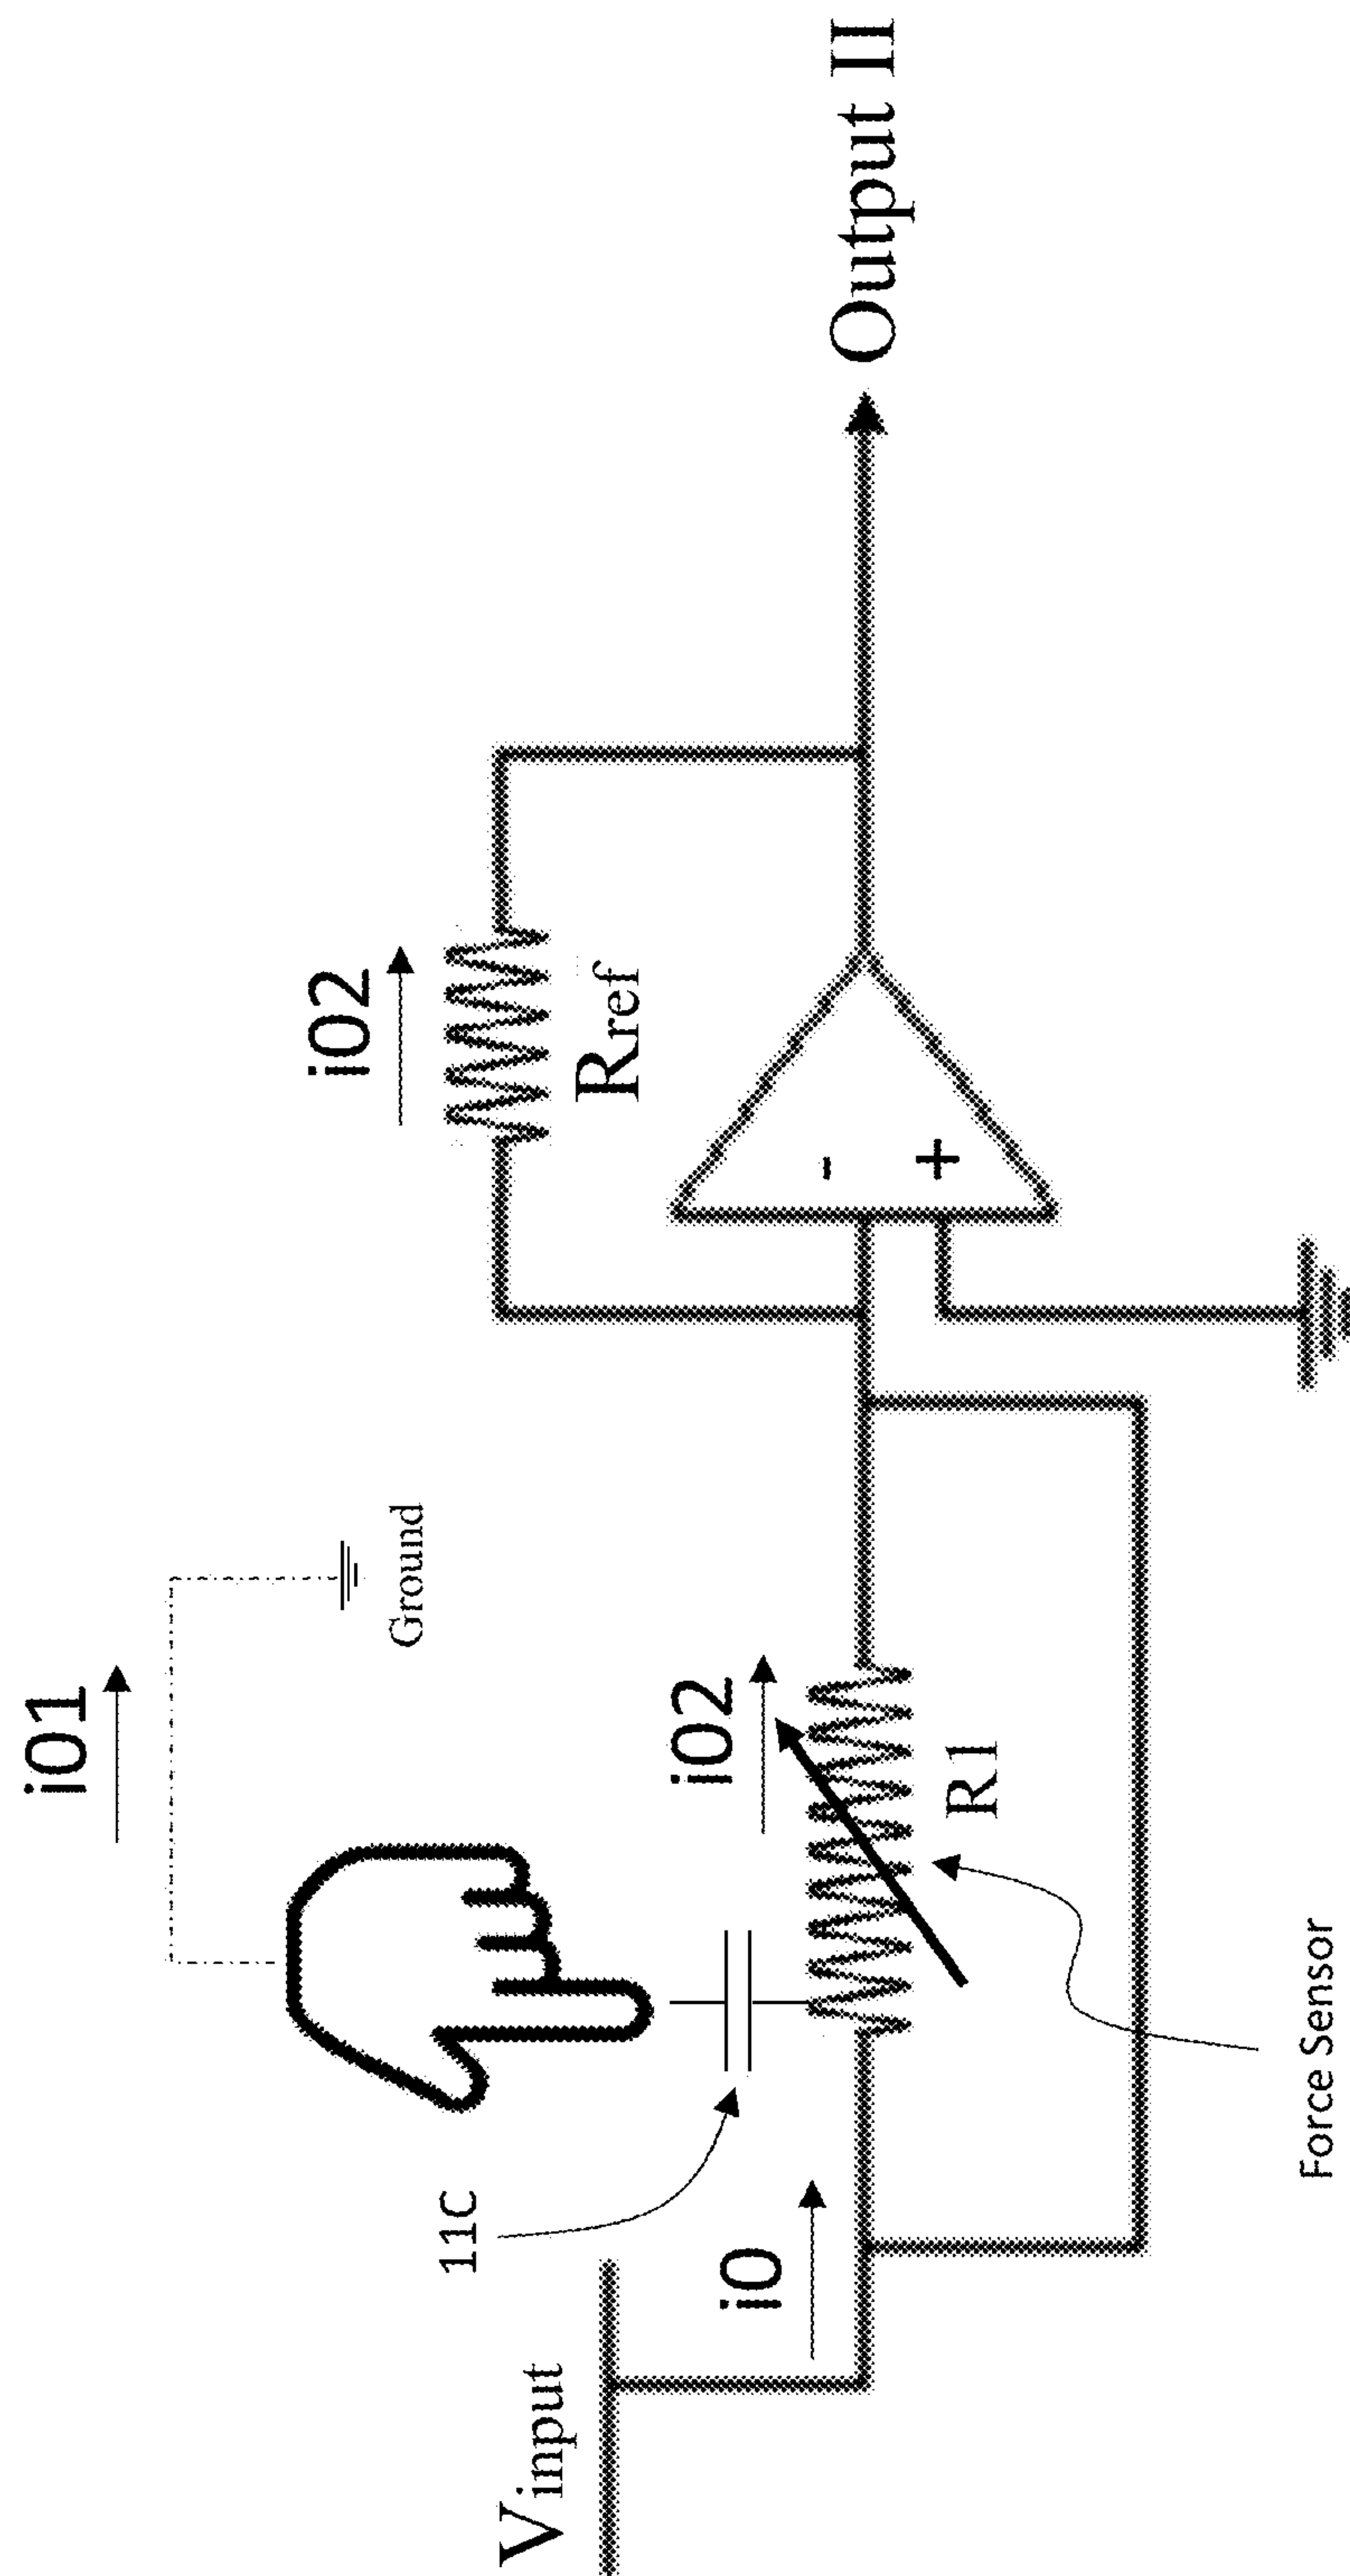 i01
Ground
i02
Rref
-
+
Output II
11C
i02
R1
Vinput
i0
Force Sensor